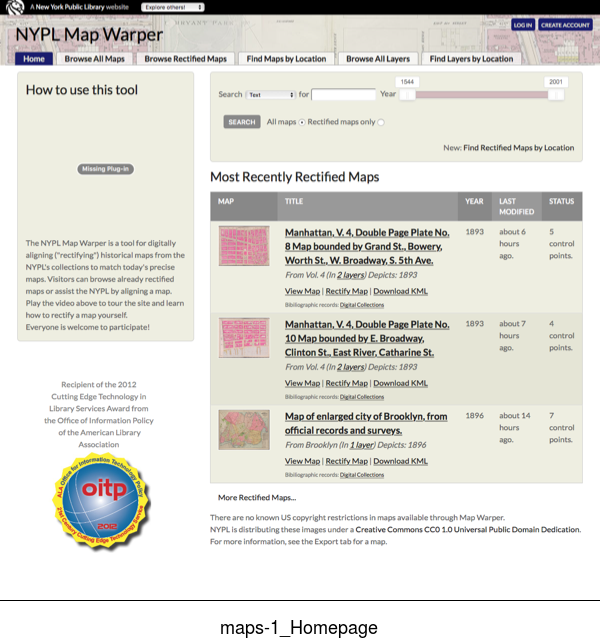 A New York Public Library website
Explore others!
LOG IN
CREATE ACCOUNT
NYPL Map Warper
Home
Browse All Maps
Browse Rectified Maps
Find Maps by Location
Browse All Layers
Find Layers by Location
How to use this tool
Missing Plug-in
The NYPL Map Warper is a tool for digitally
aligning ("rectifying") historical maps from the
NYPL's collections to match today's precise
maps. Visitors can browse already rectified
maps or assist the NYPL by aligning a map.
Play the video above to tour the site and learn
how to rectify a map yourself.
Everyone is welcome to participate!
Recipient of the 2012
Cutting Edge Technology in
Library Services Award from
the Office of Information Policy
of the American Library
Association
ALA Office for Information Technology Policy
oitp
2012
21st Century Cutting Edge Technology Service
1544
2001
Search Text for Year
SEARCH All maps Rectified maps only
New: Find Rectified Maps by Location
Most Recently Rectified Maps
MAP TITLE YEAR LAST MODIFIED STATUS
Manhattan, V. 4, Double Page Plate No.
8 Map bounded by Grand St., Bowery,
Worth St., W. Broadway, S. 5th Ave.
From Vol. 4 (In 2 layers) Depicts: 1893
View Map | Rectify Map | Download KML
Bibliographic records: Digital Collections
1893
about 6
hours
ago.
5
control
points.
Manhattan, V. 4, Double Page Plate No.
10 Map bounded by E. Broadway,
Clinton St., East River, Catharine St.
From Vol. 4 (In 2 layers) Depicts: 1893
View Map | Rectify Map | Download KML
Bibliographic records: Digital Collections
1893
about 7
hours
ago.
4
control
points.
Map of enlarged city of Brooklyn, from
official records and surveys.
From Brooklyn (In 1 layer) Depicts: 1896
View Map | Rectify Map | Download KML
Bibliographic records: Digital Collections
1896
about 14
hours
ago.
7
control
points.
More Rectified Maps...
There are no known US copyright restrictions in maps available through Map Warper.
NYPL is distributing these images under a Creative Commons CC0 1.0 Universal Public Domain Dedication.
For more information, see the Export tab for a map.
maps-1_Homepage